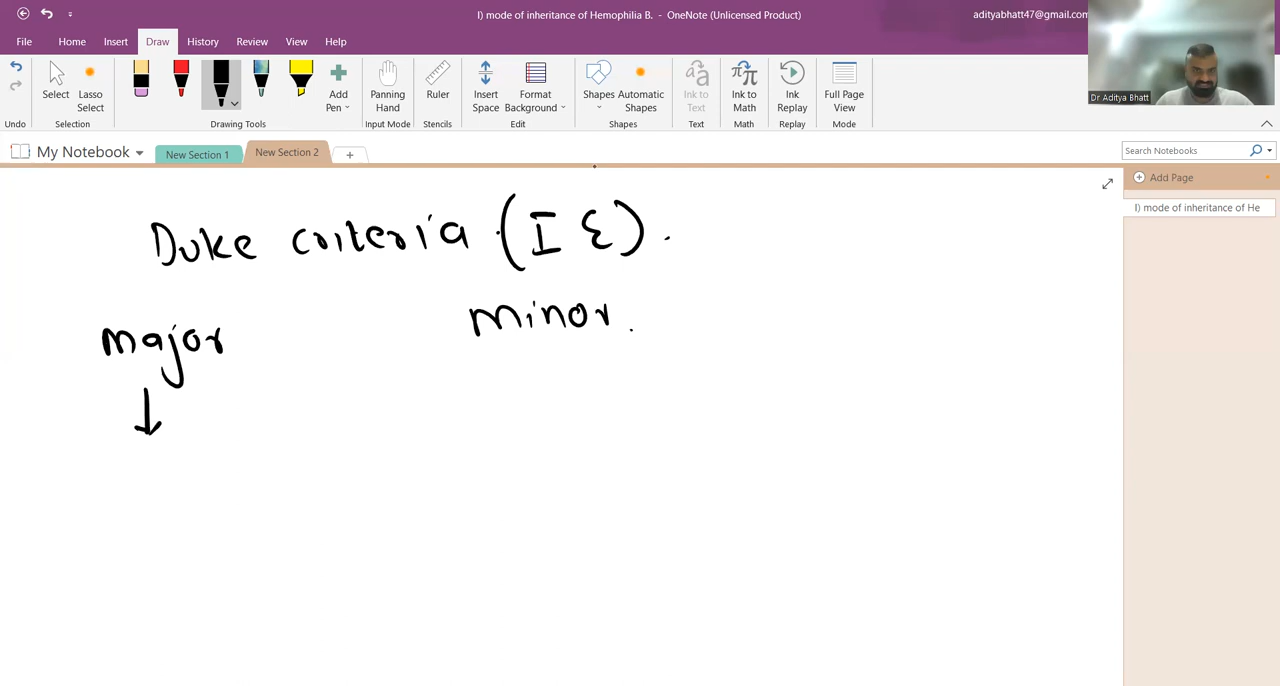 I) mode of inheritance of Hemophilia B. - OneNote (Unlicensed Product)
adityabhatt47@gmail.com
File Home Insert Draw History Review View Help
Select Lasso Select Add Pen Panning Hand Ruler Insert Space Format Background Shapes Automatic Shapes Ink to Text Ink to Math Ink Replay Full Page View
Undo Selection Drawing Tools Input Mode Stencils Edit Shapes Text Math Replay Mode
Dr Aditya Bhatt
My Notebook New Section 1 New Section 2 Search Notebooks
Add Page
I) mode of inheritance of He
Duke criteria (I E).
major minor.